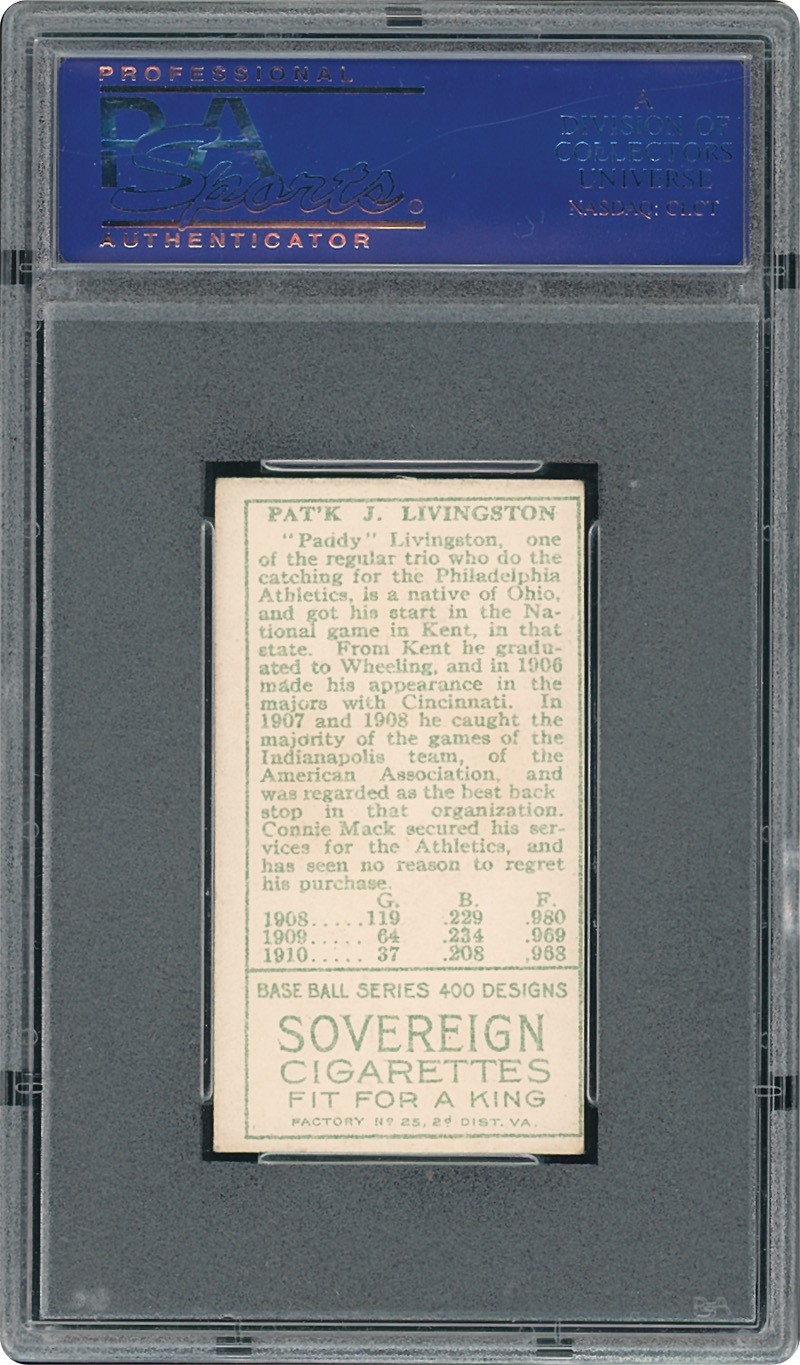 PROFESSIONAL
PSA
Sports
AUTHENTICATOR
A
DIVISION OF
COLLECTORS
UNIVERSE
NASDAQ: CLCT
PAT'K J. LIVINGSTON
"Paddy" Livingston, one
of the regular trio who do the
catching for the Philadelphia
Athletics, is a native of Ohio,
and got his start in the Na-
tional game in Kent, in that
state. From Kent he gradu-
ated to Wheeling, and in 1906
made his appearance in the
majors with Cincinnati. In
1907 and 1908 he caught the
majority of the games of the
Indianapolis team, of the
American Association, and
was regarded as the best back
stop in that organization.
Connie Mack secured his ser-
vices for the Athletics, and
has seen no reason to regret
his purchase.
G. B. F.
1908.....119 .229 .980
1909..... 64 .234 .969
1910..... 37 .208 .963
BASE BALL SERIES 400 DESIGNS
SOVEREIGN
CIGARETTES
FIT FOR A KING
FACTORY Nº 25, 2ᵈ DIST. VA.
PSA